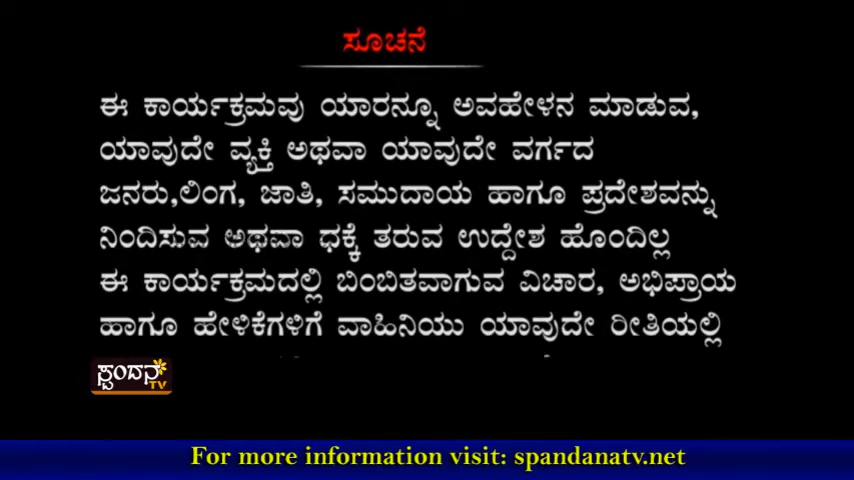 ಸೂಚನೆ
ಈ ಕಾರ್ಯಕ್ರಮವು ಯಾರನ್ನೂ ಅವಹೇಳನ ಮಾಡುವ,
ಯಾವುದೇ ವ್ಯಕ್ತಿ ಅಥವಾ ಯಾವುದೇ ವರ್ಗದ
ಜನರು,ಲಿಂಗ, ಜಾತಿ, ಸಮುದಾಯ ಹಾಗೂ ಪ್ರದೇಶವನ್ನು
ನಿಂದಿಸುವ ಅಥವಾ ಧಕ್ಕೆ ತರುವ ಉದ್ದೇಶ ಹೊಂದಿಲ್ಲ
ಈ ಕಾರ್ಯಕ್ರಮದಲ್ಲಿ ಬಿಂಬಿತವಾಗುವ ವಿಚಾರ, ಅಭಿಪ್ರಾಯ
ಹಾಗೂ ಹೇಳಿಕೆಗಳಿಗೆ ವಾಹಿನಿಯು ಯಾವುದೇ ರೀತಿಯಲ್ಲಿ
ಸ್ಪಂದನ TV
For more information visit: spandanatv.net